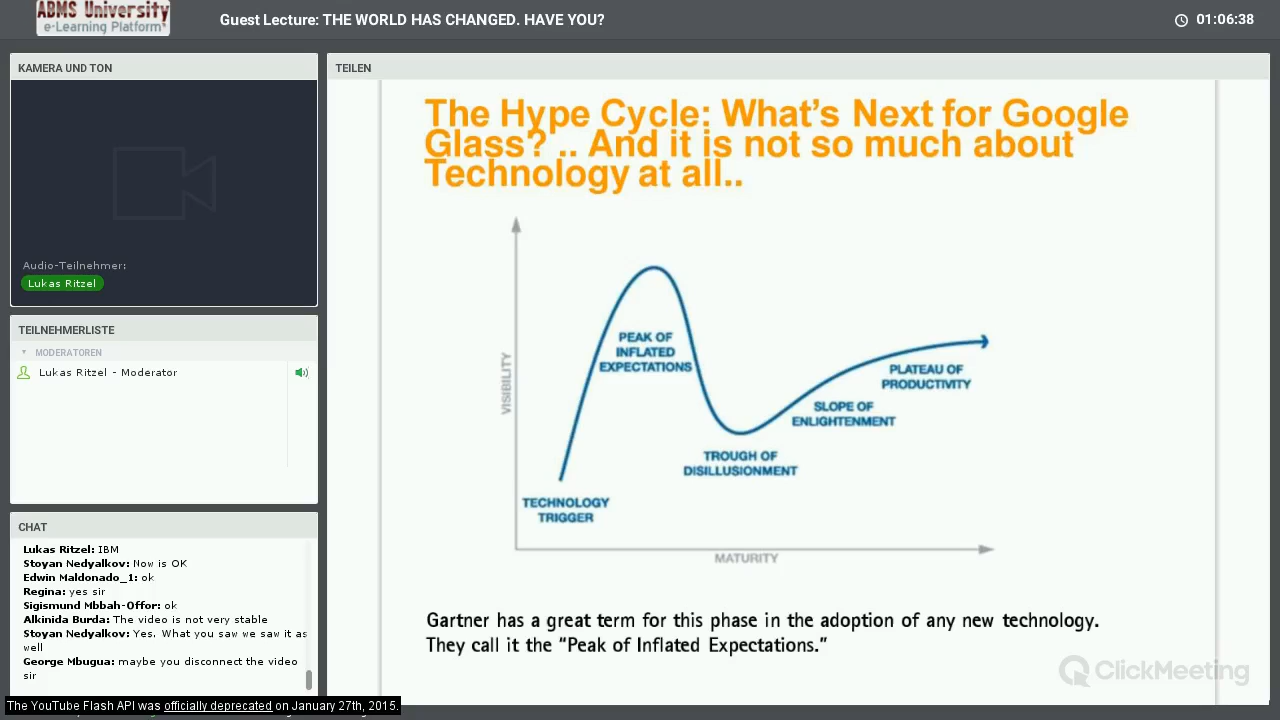 ABMS University
e-Learning Platform
Guest Lecture: THE WORLD HAS CHANGED. HAVE YOU?
01:06:38
KAMERA UND TON
Audio-Teilnehmer:
Lukas Ritzel
TEILNEHMERLISTE
MODERATOREN
Lukas Ritzel - Moderator
CHAT
Lukas Ritzel: IBM
Stoyan Nedyalkov: Now is OK
Edwin Maldonado_1: ok
Regina: yes sir
Sigismund Mbbah-Offor: ok
Alkinida Burda: The video is not very stable
Stoyan Nedyalkov: Yes. What you saw we saw it as
well
George Mbugua: maybe you disconnect the video
sir
The YouTube Flash API was officially deprecated on January 27th, 2015.
TEILEN
The Hype Cycle: What's Next for Google
Glass? .. And it is not so much about
Technology at all..
VISIBILITY
PEAK OF
INFLATED
EXPECTATIONS
PLATEAU OF
PRODUCTIVITY
SLOPE OF
ENLIGHTENMENT
TROUGH OF
DISILLUSIONMENT
TECHNOLOGY
TRIGGER
MATURITY
Gartner has a great term for this phase in the adoption of any new technology.
They call it the “Peak of Inflated Expectations.”
ClickMeeting